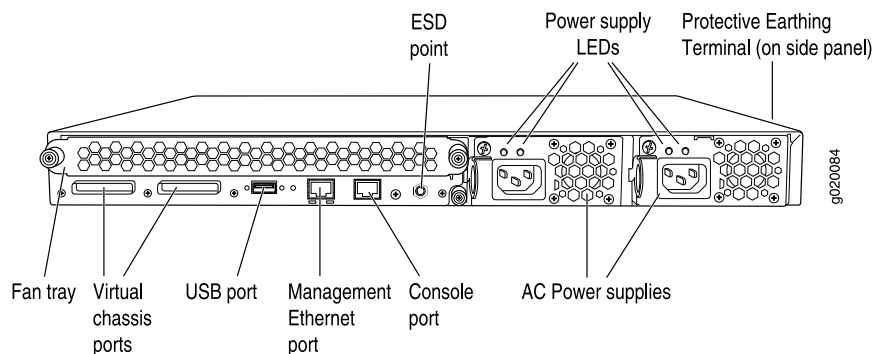 ESD
point
Power supply
LEDs
Protective Earthing
Terminal (on side panel)
g020084
Fan tray
Virtual
chassis
ports
USB port
Management
Ethernet
port
Console
port
AC Power supplies